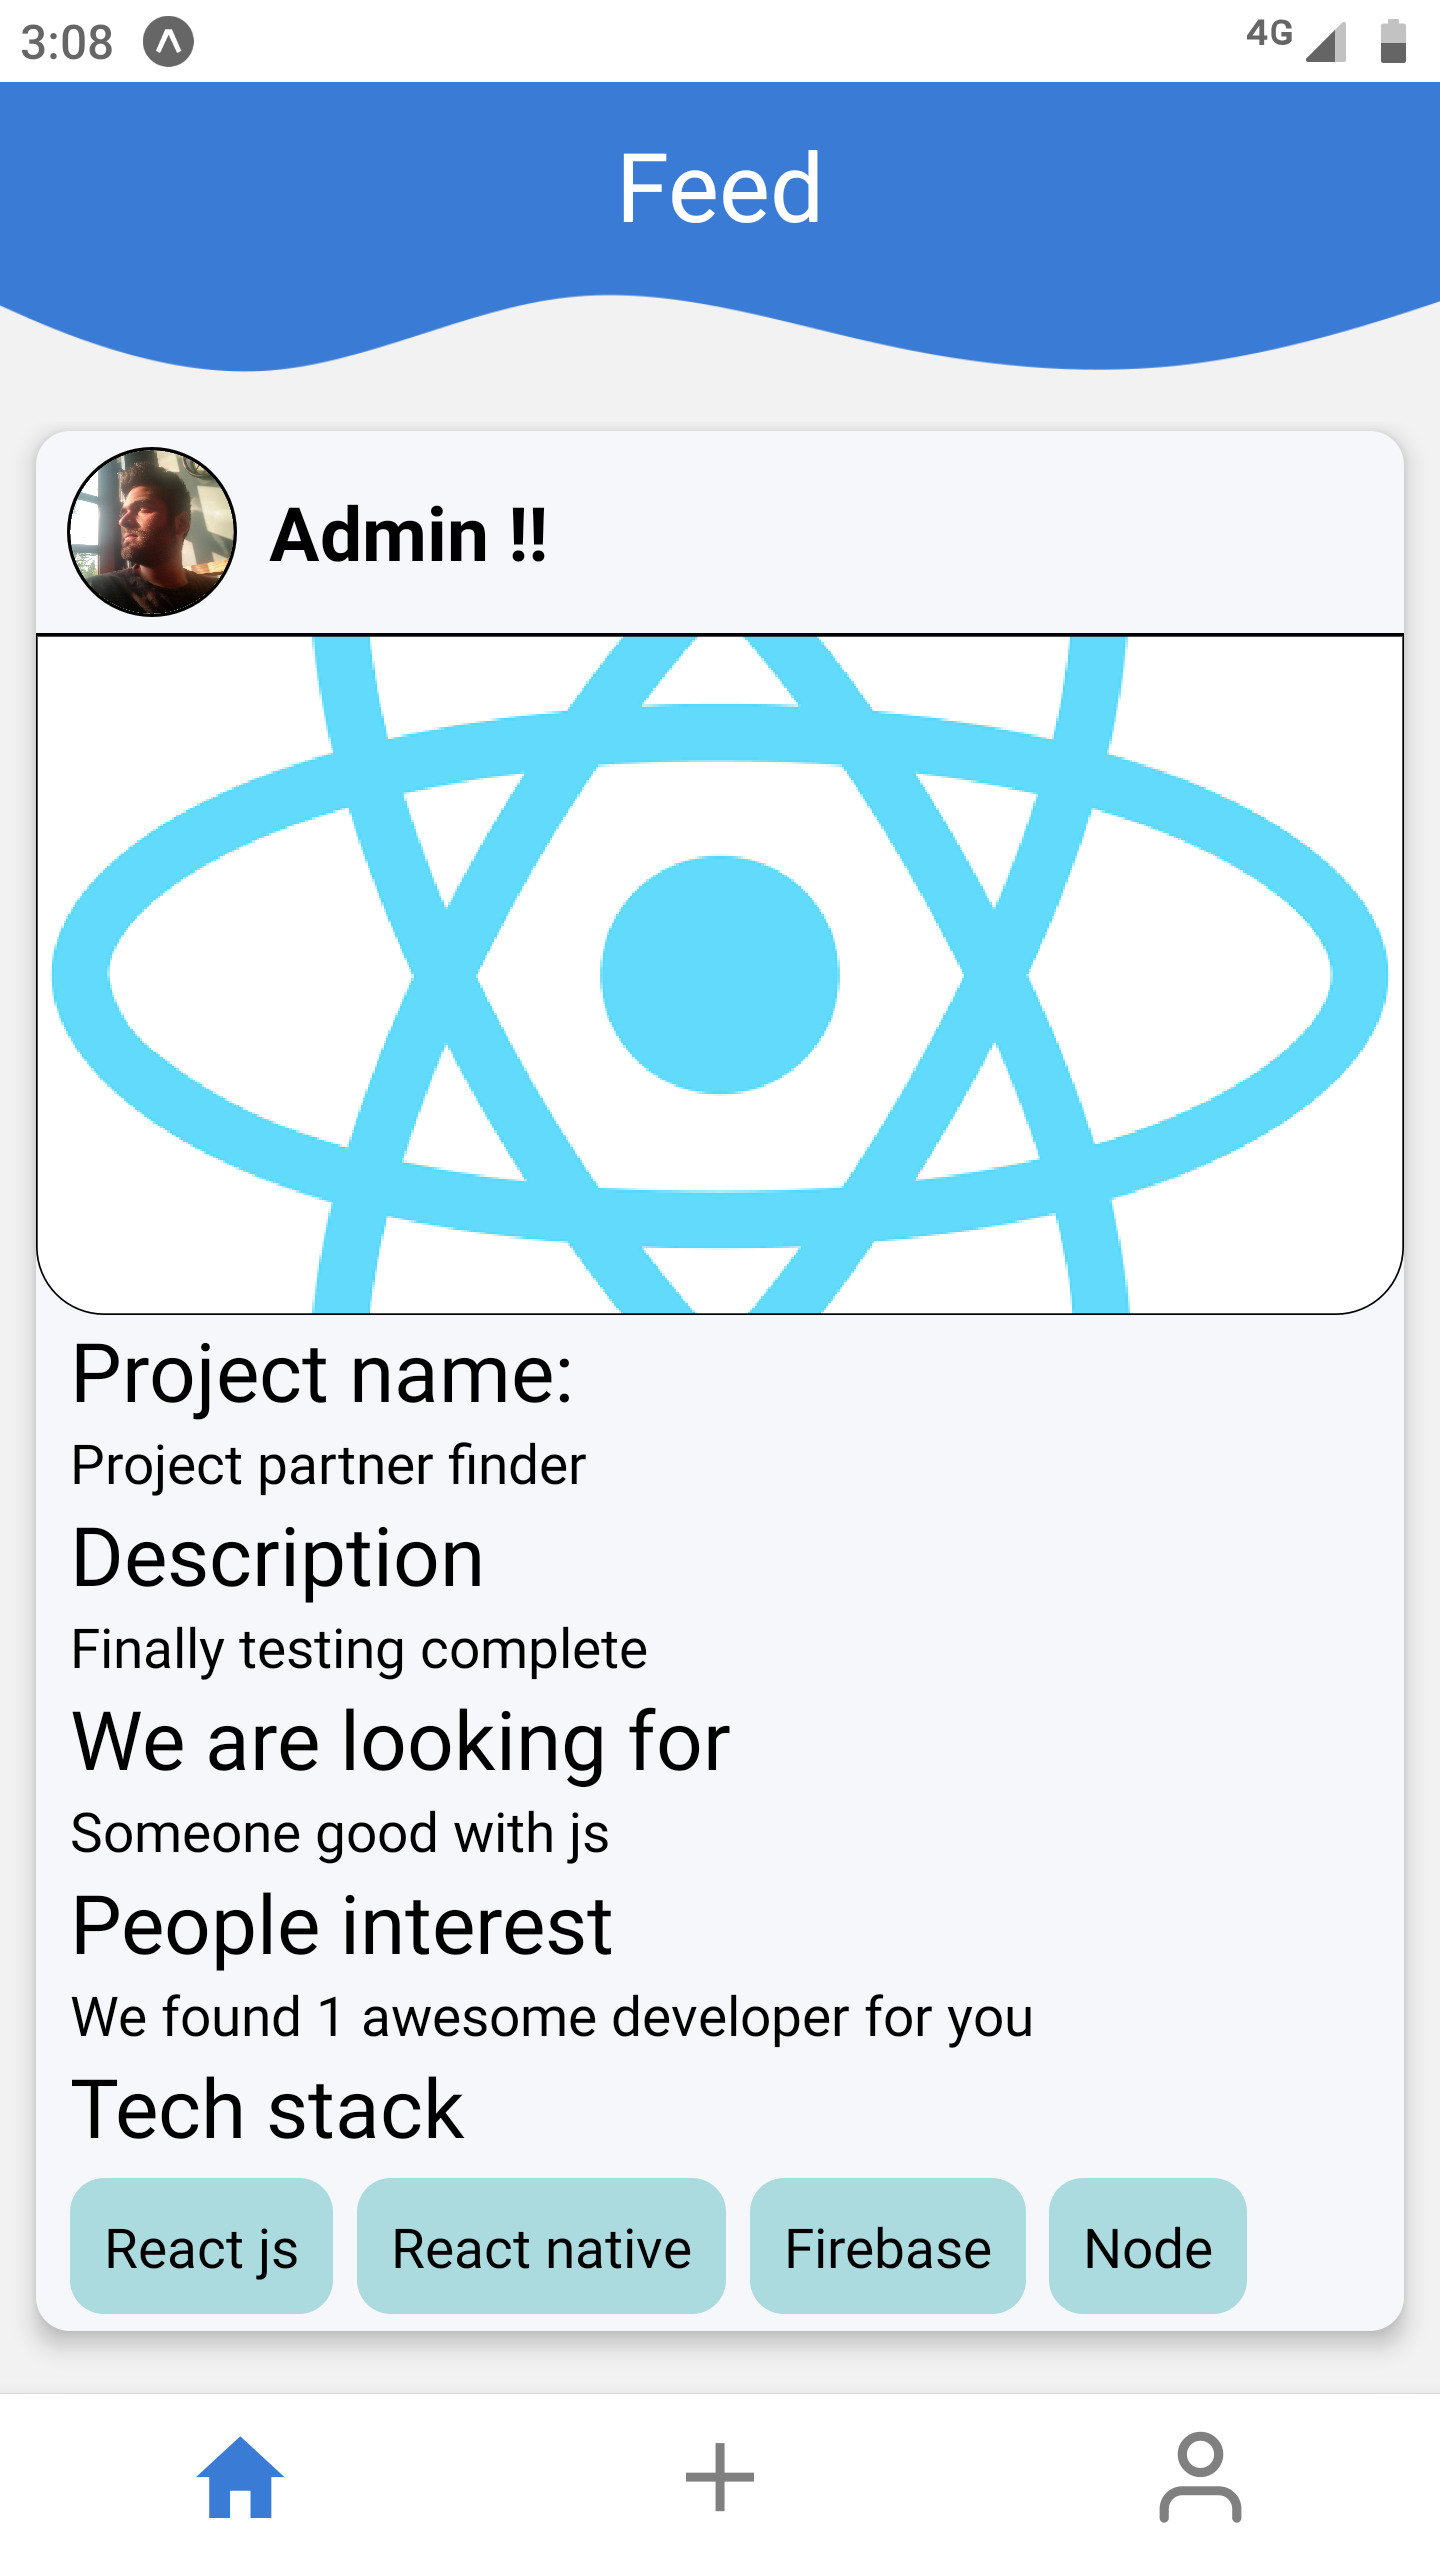 3:08
4G
Feed
Admin !!
Project name:
Project partner finder
Description
Finally testing complete
We are looking for
Someone good with js
People interest
We found 1 awesome developer for you
Tech stack
React js React native Firebase Node